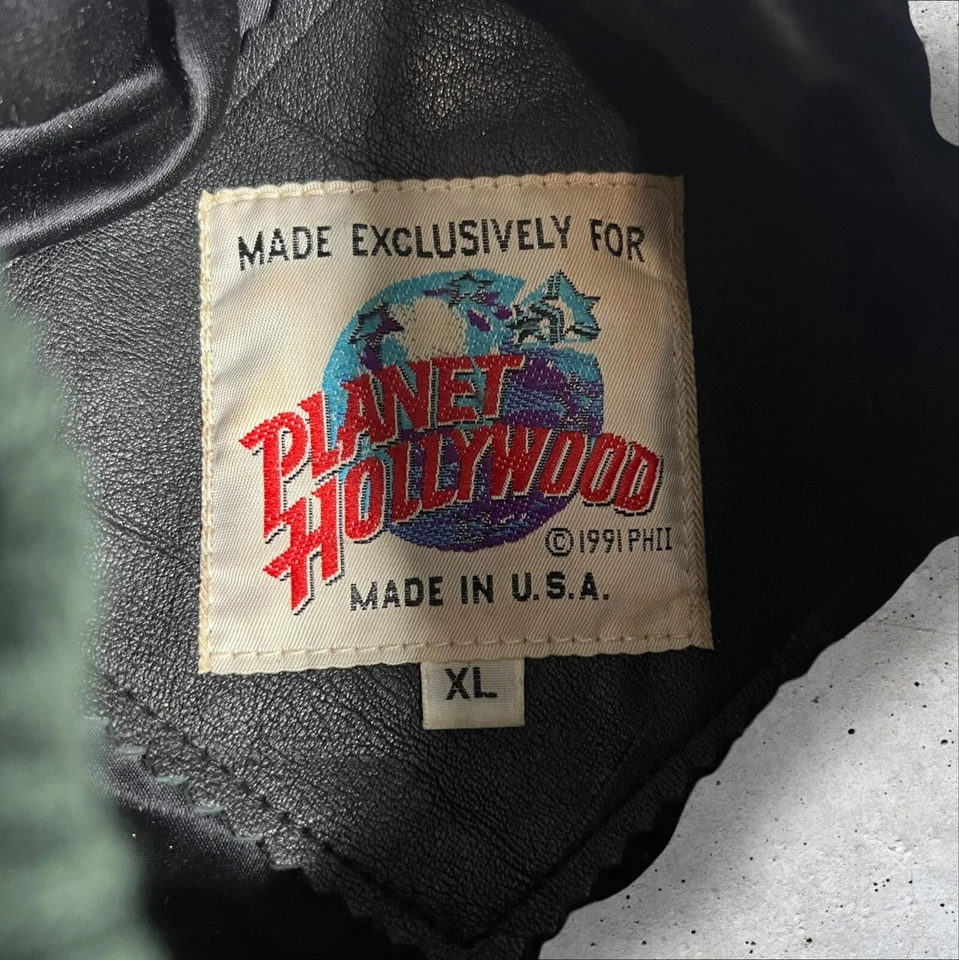 MADE EXCLUSIVELY FOR
PLANET
HOLLYWOOD
© 1991 PHII
MADE IN U.S.A.
XL